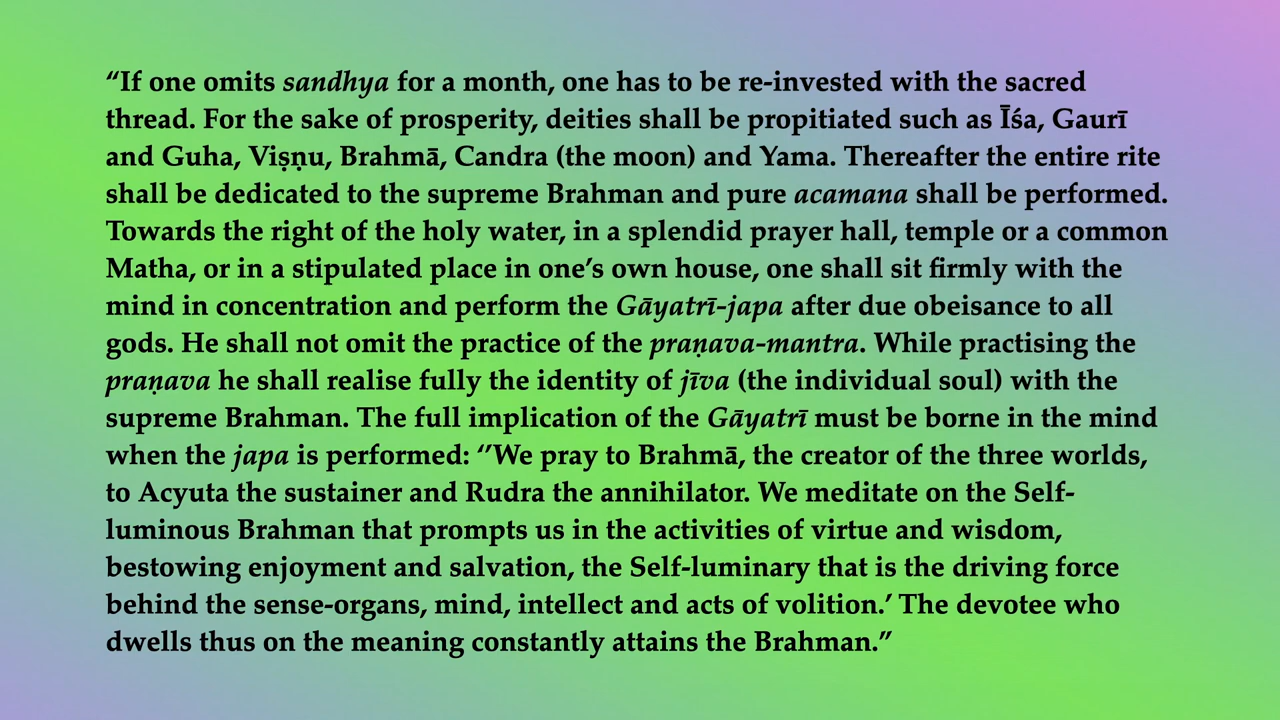 “If one omits sandhya for a month, one has to be re-invested with the sacred
thread. For the sake of prosperity, deities shall be propitiated such as Īśa, Gaurī
and Guha, Viṣṇu, Brahmā, Candra (the moon) and Yama. Thereafter the entire rite
shall be dedicated to the supreme Brahman and pure acamana shall be performed.
Towards the right of the holy water, in a splendid prayer hall, temple or a common
Matha, or in a stipulated place in one’s own house, one shall sit firmly with the
mind in concentration and perform the Gāyatrī-japa after due obeisance to all
gods. He shall not omit the practice of the praṇava-mantra. While practising the
praṇava he shall realise fully the identity of jīva (the individual soul) with the
supreme Brahman. The full implication of the Gāyatrī must be borne in the mind
when the japa is performed: ‘’We pray to Brahmā, the creator of the three worlds,
to Acyuta the sustainer and Rudra the annihilator. We meditate on the Self-
luminous Brahman that prompts us in the activities of virtue and wisdom,
bestowing enjoyment and salvation, the Self-luminary that is the driving force
behind the sense-organs, mind, intellect and acts of volition.’ The devotee who
dwells thus on the meaning constantly attains the Brahman.”